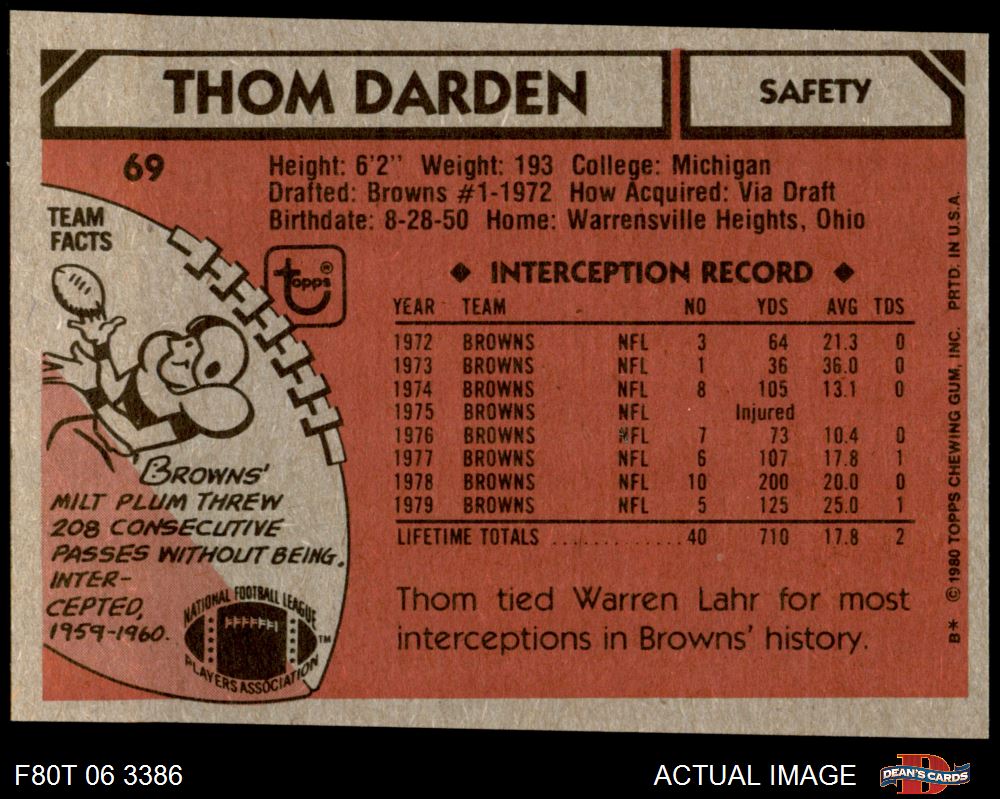 THOM DARDEN
SAFETY
69
Height: 6'2" Weight: 193 College: Michigan
Drafted: Browns #1-1972 How Acquired: Via Draft
Birthdate: 8-28-50 Home: Warrensville Heights, Ohio
TEAM
FACTS
topps®
◆ INTERCEPTION RECORD ◆
YEAR TEAM NO YDS AVG TDS
1972 BROWNS NFL 3 64 21.3 0
1973 BROWNS NFL 1 36 36.0 0
1974 BROWNS NFL 8 105 13.1 0
1975 BROWNS NFL Injured
1976 BROWNS NFL 7 73 10.4 0
1977 BROWNS NFL 6 107 17.8 1
1978 BROWNS NFL 10 200 20.0 0
1979 BROWNS NFL 5 125 25.0 1
LIFETIME TOTALS ............ 40 710 17.8 2
BROWNS'
MILT PLUM THREW
208 CONSECUTIVE
PASSES WITHOUT BEING.
INTER-
CEPTED,
1959-1960.
NATIONAL FOOTBALL LEAGUE
PLAYERS ASSOCIATION
TM
Thom tied Warren Lahr for most
interceptions in Browns' history.
B* © 1980 TOPPS CHEWING GUM, INC. PRTD. IN U.S.A.
F80T 06 3386
ACTUAL IMAGE
DEAN'S CARDS